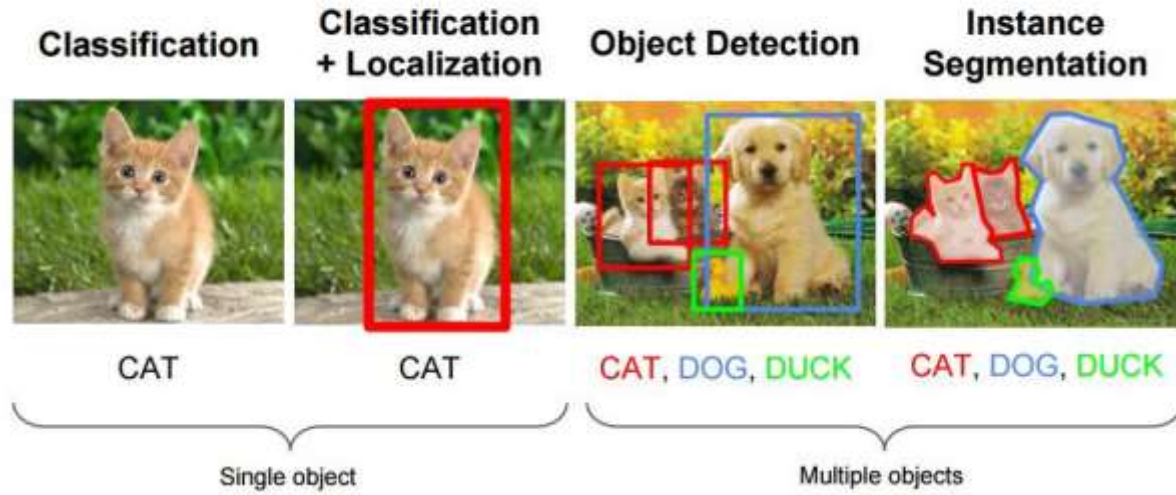 Classification
Classification
+ Localization
Object Detection
Instance
Segmentation
CAT
CAT
CAT, DOG, DUCK
CAT, DOG, DUCK
Single object
Multiple objects